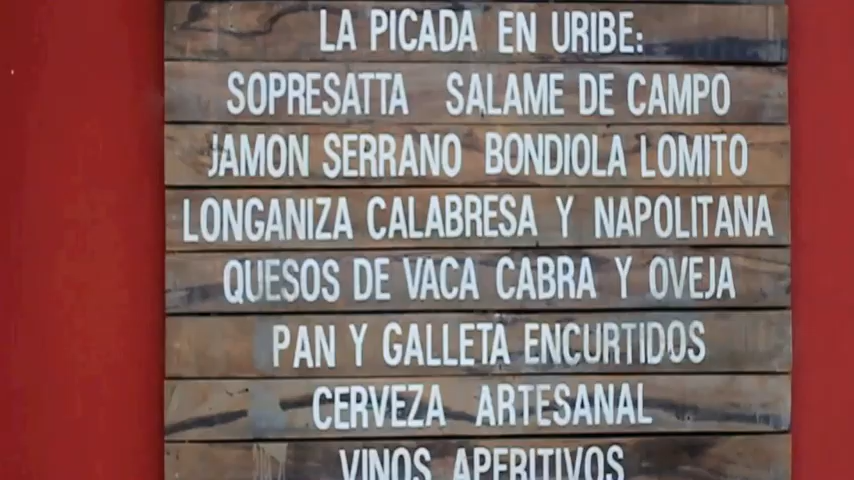 LA PICADA EN URIBE:
SOPRESATTA SALAME DE CAMPO
JAMON SERRANO BONDIOLA LOMITO
LONGANIZA CALABRESA Y NAPOLITANA
QUESOS DE VACA CABRA Y OVEJA
PAN Y GALLETA ENCURTIDOS
CERVEZA ARTESANAL
VINOS APERITIVOS